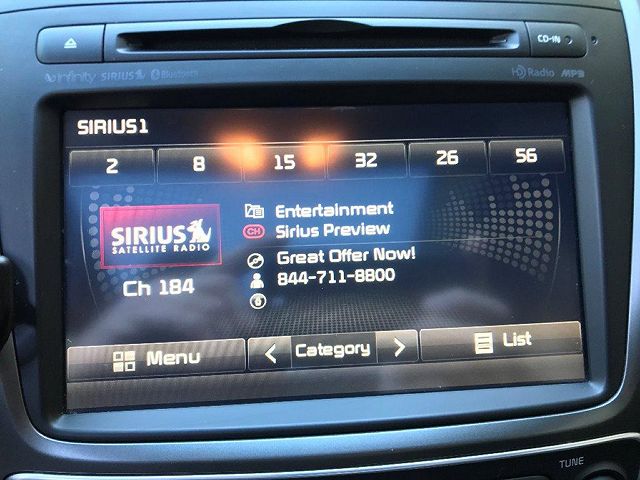 CD-IN
infinity SIRIUS Bluetooth
HD Radio MP3
SIRIUS1
2 8 15 32 26 56
SIRIUS
SATELLITE RADIO
Ch 184
Entertainment
CH Sirius Preview
Great Offer Now!
844-711-8800
Menu < Category > List
TUNE